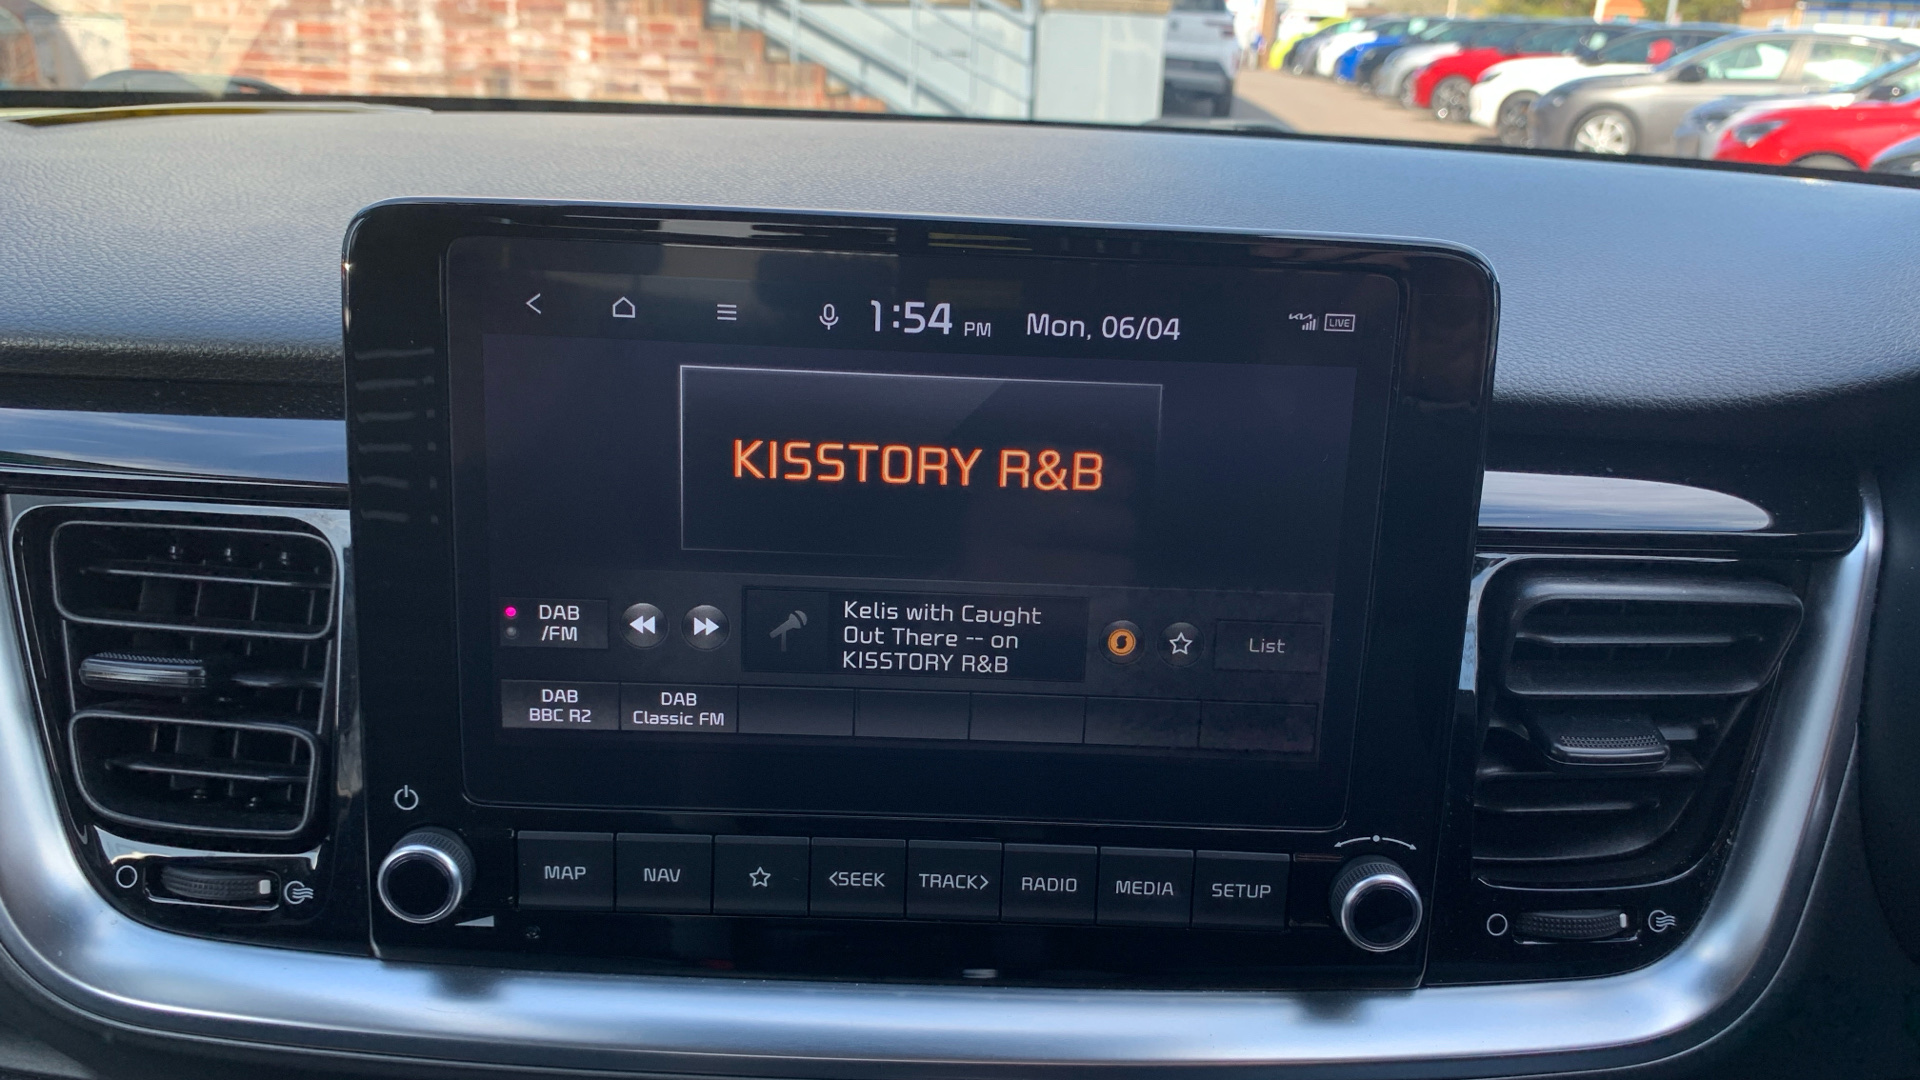 1:54 PM Mon, 06/04
KIA LIVE
KISSTORY R&B
DAB
/FM
Kelis with Caught
Out There -- on
KISSTORY R&B
List
DAB
BBC R2
DAB
Classic FM
MAP
NAV
<SEEK
TRACK>
RADIO
MEDIA
SETUP